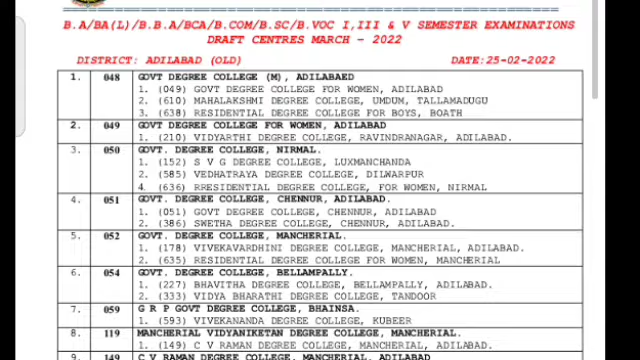 B.A/BA(L)/B.B.A/BCA/B.COM/B.SC/B.VOC I,III & V SEMESTER EXAMINATIONS
DRAFT CENTRES MARCH – 2022
DISTRICT: ADILABAD (OLD) DATE:25-02-2022
1. 048 GOVT DEGREE COLLEGE (M), ADILABAED
1. (049) GOVT DEGREE COLLEGE FOR WOMEN, ADILABAD
2. (610) MAHALAKSHMI DEGREE COLLEGE, UMDUM, TALLAMADUGU
3. (638) RESIDENTIAL DEGREE COLLEGE FOR BOYS, BOATH
2. 049 GOVT DEGREE COLLEGE FOR WOMEN, ADILABAD
1. (210) VIDYARTHI DEGREE COLLEGE, RAVINDRANAGAR, ADILABAD.
3. 050 GOVT. DEGREE COLLEGE, NIRMAL.
1. (152) S V G DEGREE COLLEGE, LUXMANCHANDA
2. (585) VEDHATRAYA DEGREE COLLEGE, DILWARPUR
4. (636) RRESIDENTIAL DEGREE COLLEGE, FOR WOMEN, NIRMAL
4. 051 GOVT. DEGREE COLLEGE, CHENNUR, ADILABAD.
1. (051) GOVT DEGREE COLLEGE, CHENNUR, ADILABAD
2. (386) SWETHA DEGREE COLLEGE, CHENNUR, ADILABAD.
5. 052 GOVT. DEGREE COLLEGE, MANCHERIAL.
1. (178) VIVEKAVARDHINI DEGREE COLLEGE, MANCHERIAL, ADILABAD.
2. (635) RESIDENTIAL DEGREE COLLEGE FOR WOMEN, MANCHERIAL
6. 054 GOVT. DEGREE COLLEGE, BELLAMPALLY.
1. (227) BHAVITHA DEGREE COLLEGE, BELLAMPALLY, ADILABAD.
2. (333) VIDYA BHARATHI DEGREE COLLEGE, TANDOOR
7. 059 G R P GOVT DEGREE COLLEGE, BHAINSA.
1. (593) VIVEKANANDA DEGREE COLLEGE, KUBEER
8. 119 MANCHERIAL VIDYANIKETAN DEGREE COLLEGE, MANCHERIAL.
1. (149) C V RAMAN DEGREE COLLEGE, MANCHERIAL, ADILABAD.
9. 149 C V RAMAN DEGREE COLLEGE, MANCHERIAL, ADILABAD